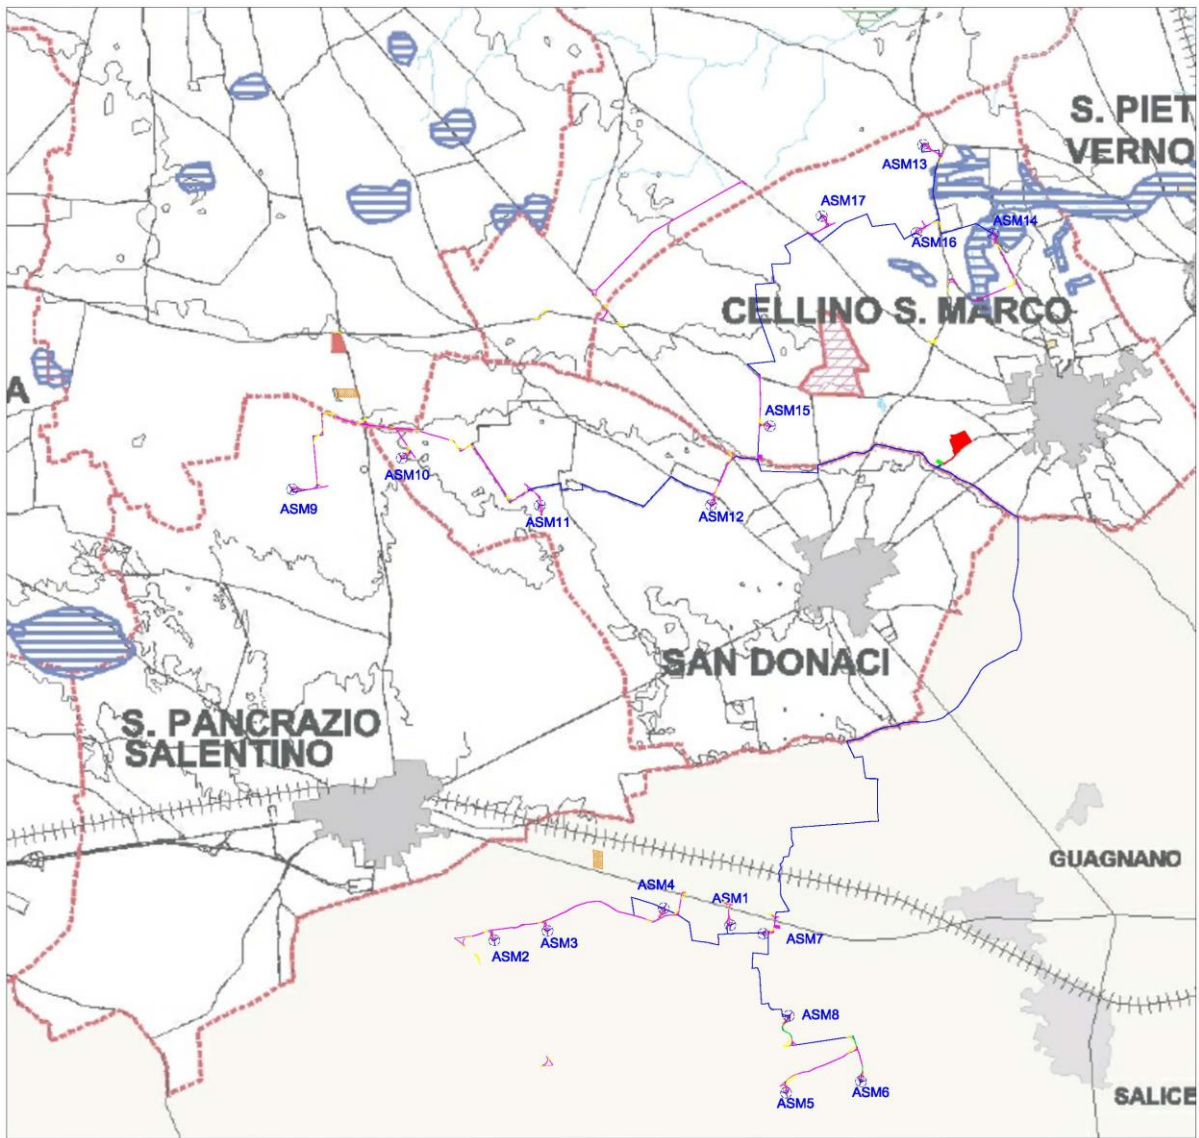 S. PIET
VERNO
ASM13
ASM17
ASM14
ASM16
CELLINO S. MARCO
A
ASM15
ASM10
ASM9
ASM11
ASM12
SAN DONACI
S. PANCRAZIO
SALENTINO
GUAGNANO
ASM4
ASM1
ASM7
ASM2
ASM3
ASM8
ASM6
ASM5
SALICE